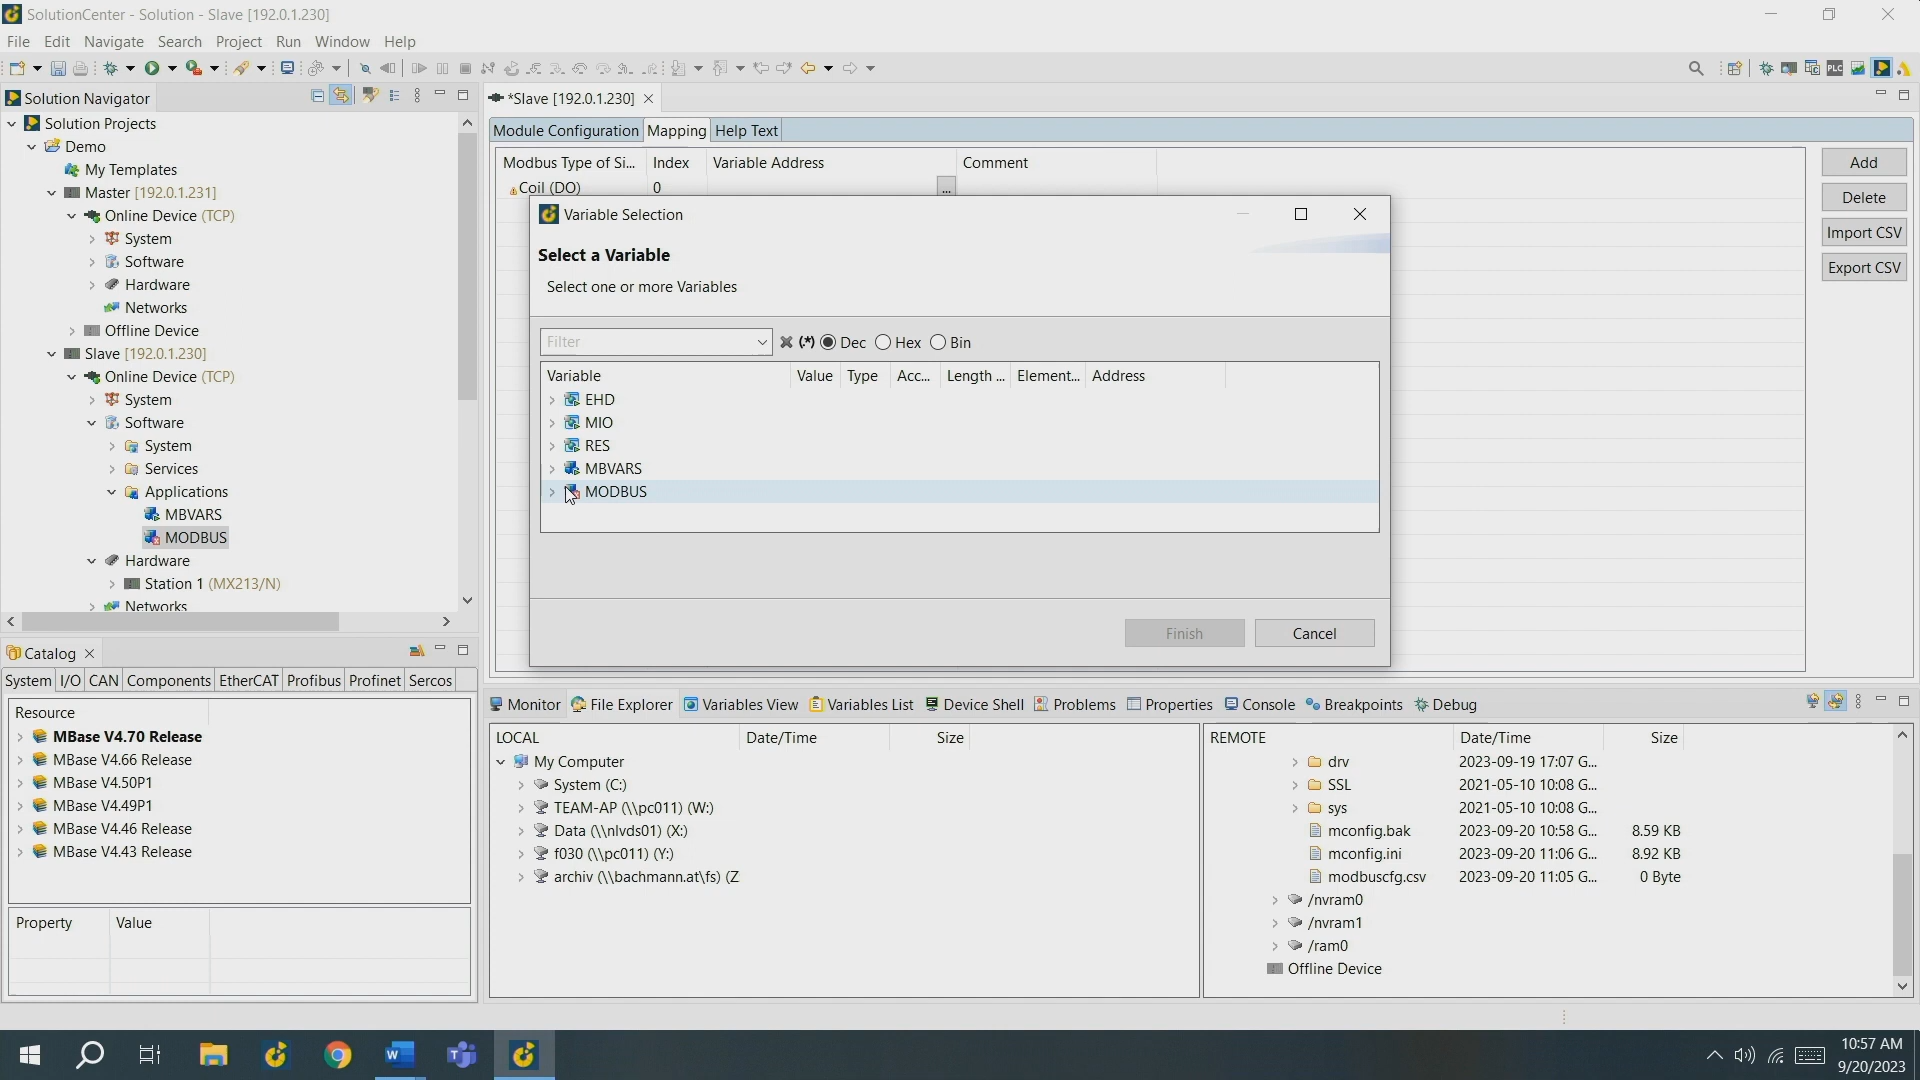 SolutionCenter - Solution - Slave [192.0.1.230]
File Edit Navigate Search Project Run Window Help
Solution Navigator
*Slave [192.0.1.230]
Solution Projects
Demo
My Templates
Master [192.0.1.231]
Online Device (TCP)
System
Software
Hardware
Networks
Offline Device
Slave [192.0.1.230]
Online Device (TCP)
System
Software
System
Services
Applications
MBVARS
MODBUS
Hardware
Station 1 (MX213/N)
Networks
Module Configuration Mapping Help Text
Modbus Type of Si... Index Variable Address Comment
Coil (DO) 0 ...
Add
Delete
Import CSV
Export CSV
Variable Selection
Select a Variable
Select one or more Variables
Filter (.*) Dec Hex Bin
Variable Value Type Acc... Length ... Element... Address
EHD
MIO
RES
MBVARS
MODBUS
Finish Cancel
Catalog
System I/O CAN Components EtherCAT Profibus Profinet Sercos
Resource
MBase V4.70 Release
MBase V4.66 Release
MBase V4.50P1
MBase V4.49P1
MBase V4.46 Release
MBase V4.43 Release
Property Value
Monitor File Explorer Variables View Variables List Device Shell Problems Properties Console Breakpoints Debug
LOCAL Date/Time Size
My Computer
System (C:)
TEAM-AP (\\pc011) (W:)
Data (\\nlvds01) (X:)
f030 (\\pc011) (Y:)
archiv (\\bachmann.at\fs) (Z
REMOTE Date/Time Size
drv 2023-09-19 17:07 G...
SSL 2021-05-10 10:08 G...
sys 2021-05-10 10:08 G...
mconfig.bak 2023-09-20 10:58 G... 8.59 KB
mconfig.ini 2023-09-20 11:06 G... 8.92 KB
modbuscfg.csv 2023-09-20 11:05 G... 0 Byte
/nvram0
/nvram1
/ram0
Offline Device
PLC
10:57 AM
9/20/2023